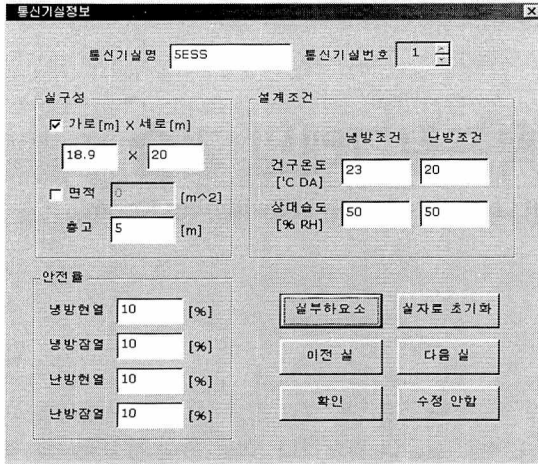 통신기실정보
통신기실명 5ESS 통신기실번호 1
실구성
가로[m] X 세로[m]
18.9 X 20
면적 0 [m^2]
층고 5 [m]
설계조건
냉방조건 난방조건
건구온도 ['C DA] 23 20
상대습도 [% RH] 50 50
안전율
냉방현열 10 [%]
냉방잠열 10 [%]
난방현열 10 [%]
난방잠열 10 [%]
실부하요소 실자료 초기화
이전 실 다음 실
확인 수정 안함